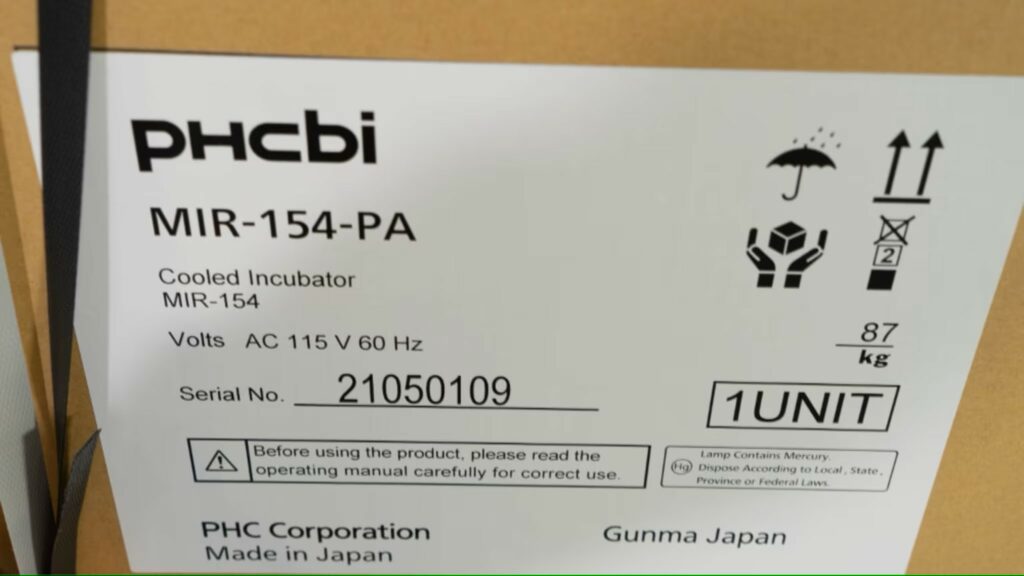 PHCbi
MIR-154-PA
Cooled Incubator
MIR-154
Volts AC 115 V 60 Hz
Serial No. 21050109
2
87
kg
1UNIT
Before using the product, please read the
operating manual carefully for correct use.
Hg
Lamp Contains Mercury.
Dispose According to Local, State,
Province or Federal Laws.
PHC Corporation
Made in Japan
Gunma Japan